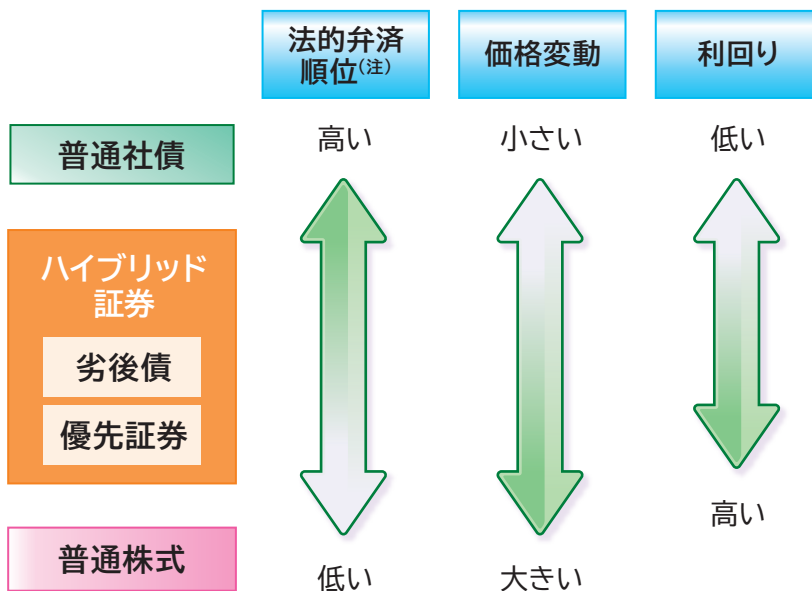 法的弁済
順位(注)
価格変動
利回り
普通社債
高い
小さい
低い
ハイブリッド
証券
劣後債
優先証券
高い
普通株式
低い
大きい